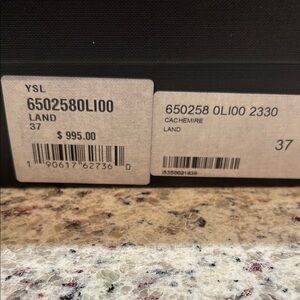 YSL
6502580LI00
LAND
37
$ 995.00
1 90617 62736 0
650258 0LI00 2330
CACHEMIRE
LAND
37